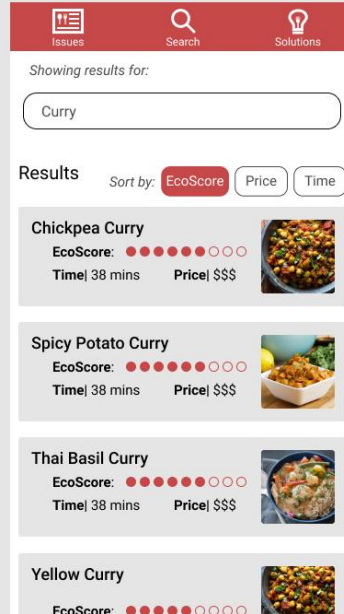 Issues Search Solutions
Showing results for:
Curry
Results Sort by: EcoScore Price Time
Chickpea Curry
EcoScore:
Time| 38 mins Price| $$$
Spicy Potato Curry
EcoScore:
Time| 38 mins Price| $$$
Thai Basil Curry
EcoScore:
Time| 38 mins Price| $$$
Yellow Curry
EcoScore: